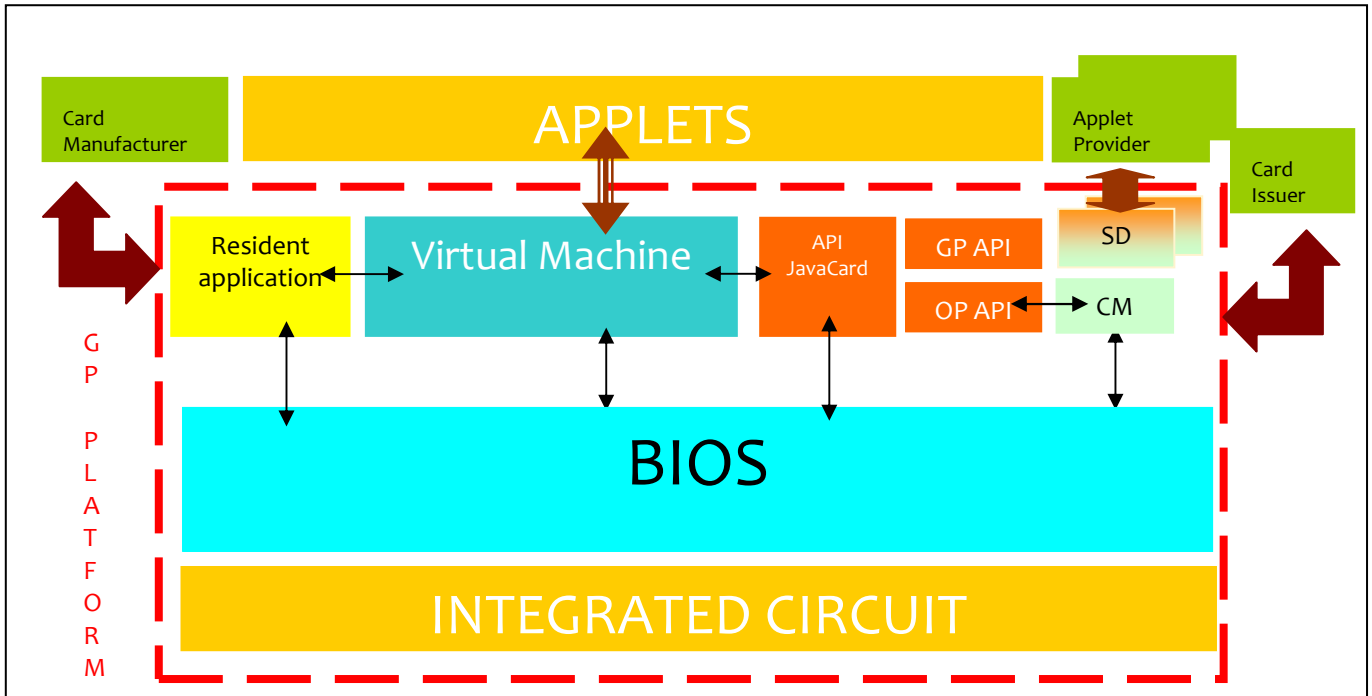 Card
Manufacturer
APPLETS
Applet
Provider
Card
Issuer
Resident
application
Virtual Machine
API
JavaCard
GP API
OP API
SD
CM
G
P
P
L
A
T
F
O
R
M
BIOS
INTEGRATED CIRCUIT